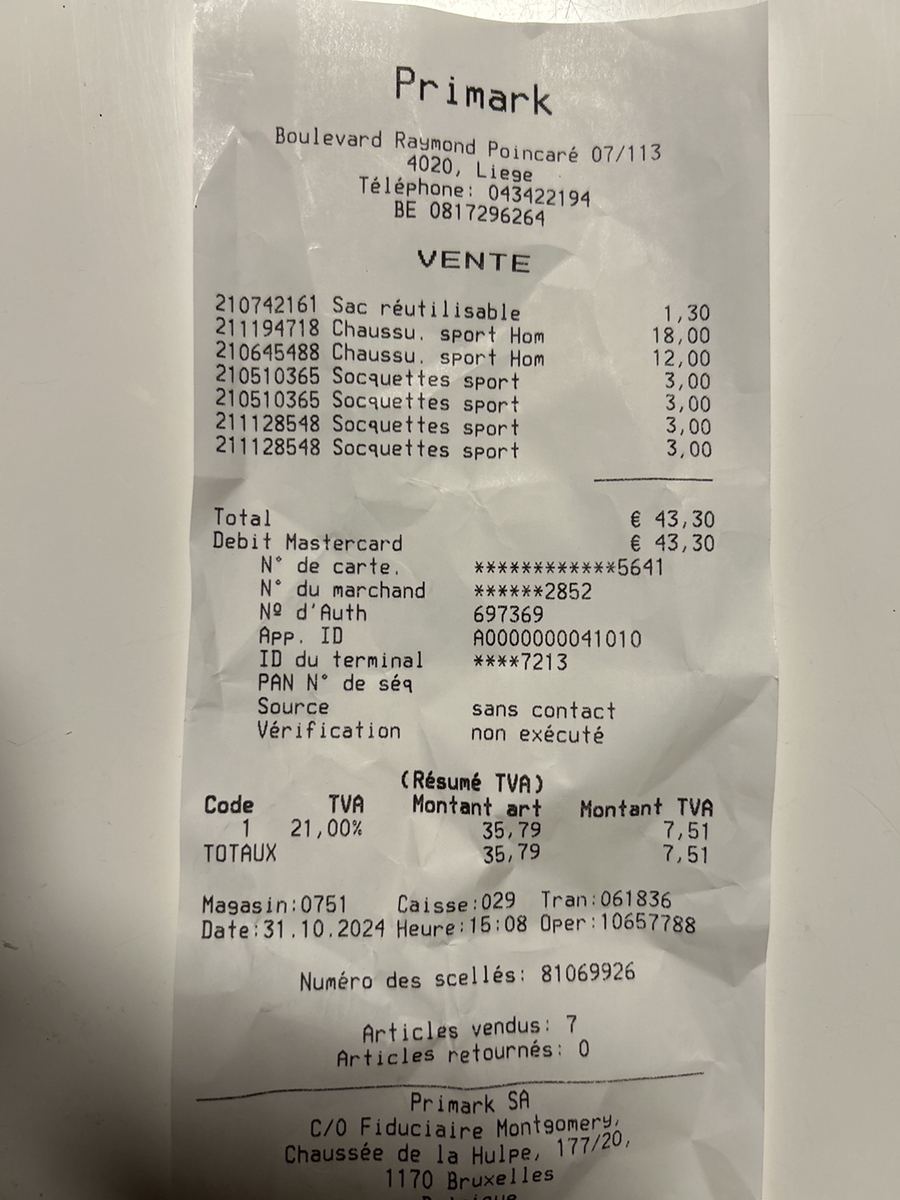 Primark
Boulevard Raymond Poincaré 07/113
4020, Liege
Téléphone: 043422194
BE 0817296264
VENTE
210742161 Sac réutilisable 1,30
211194718 Chaussu. sport Hom 18,00
210645488 Chaussu. sport Hom 12,00
210510365 Socquettes sport 3,00
210510365 Socquettes sport 3,00
211128548 Socquettes sport 3,00
211128548 Socquettes sport 3,00
Total € 43,30
Debit Mastercard € 43,30
N° de carte. ************5641
N° du marchand ******2852
Nº d'Auth 697369
App. ID A0000000041010
ID du terminal ****7213
PAN N° de séq
Source sans contact
Vérification non exécuté
(Résumé TVA)
Code TVA Montant art Montant TVA
1 21,00% 35,79 7,51
TOTAUX 35,79 7,51
Magasin:0751 Caisse:029 Tran:061836
Date:31.10.2024 Heure:15:08 Oper:10657788
Numéro des scellés: 81069926
Articles vendus: 7
Articles retournés: 0
Primark SA
C/O Fiduciaire Montgomery,
Chaussée de la Hulpe, 177/20,
1170 Bruxelles